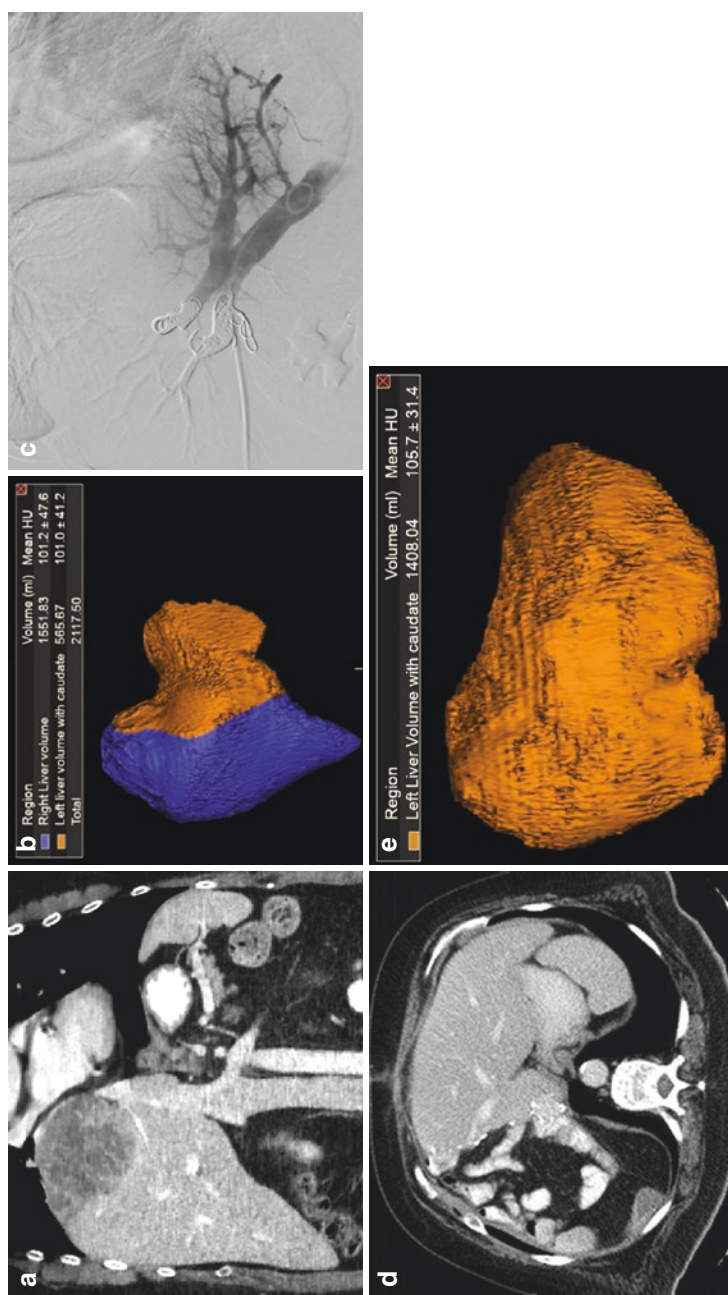 a
b
Region Volume (ml) Mean HU
Right Liver volume 1551.83 101.2 ± 47.6
Left liver volume with caudate 565.67 101.0 ± 41.2
Total 2117.50
c
d
e
Region Volume (ml) Mean HU
Left Liver Volume with caudate 1408.04 105.7 ± 31.4